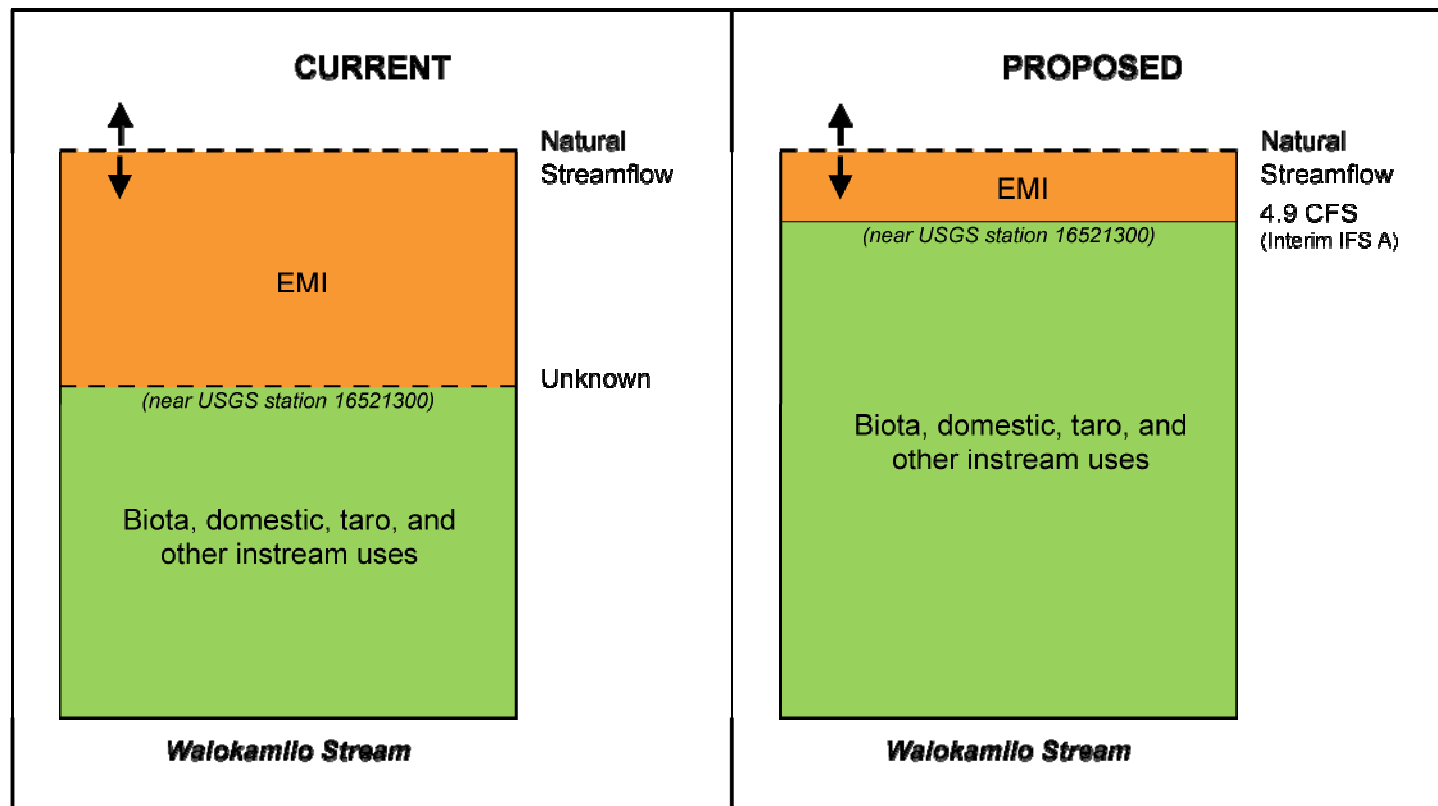 CURRENT
Natural
Streamflow
EMI
Unknown
(near USGS station 16521300)
Biota, domestic, taro, and
other instream uses
Waiokamilo Stream
PROPOSED
Natural
Streamflow
EMI
4.9 CFS
(near USGS station 16521300)
(Interim IFS A)
Biota, domestic, taro, and
other instream uses
Waiokamilo Stream